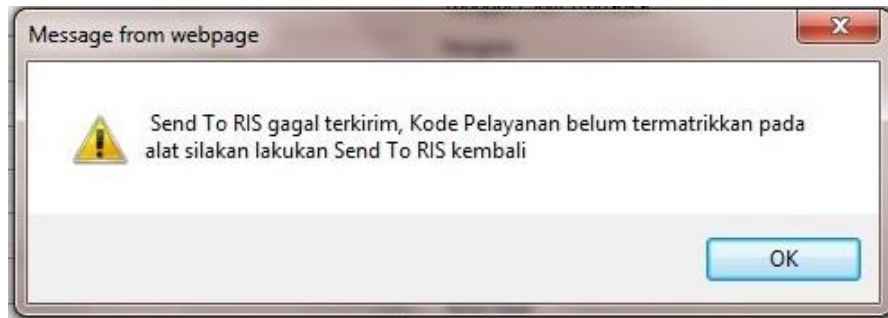 Message from webpage
Send To RIS gagal terkirim, Kode Pelayanan belum termatrikkan pada
alat silakan lakukan Send To RIS kembali
OK